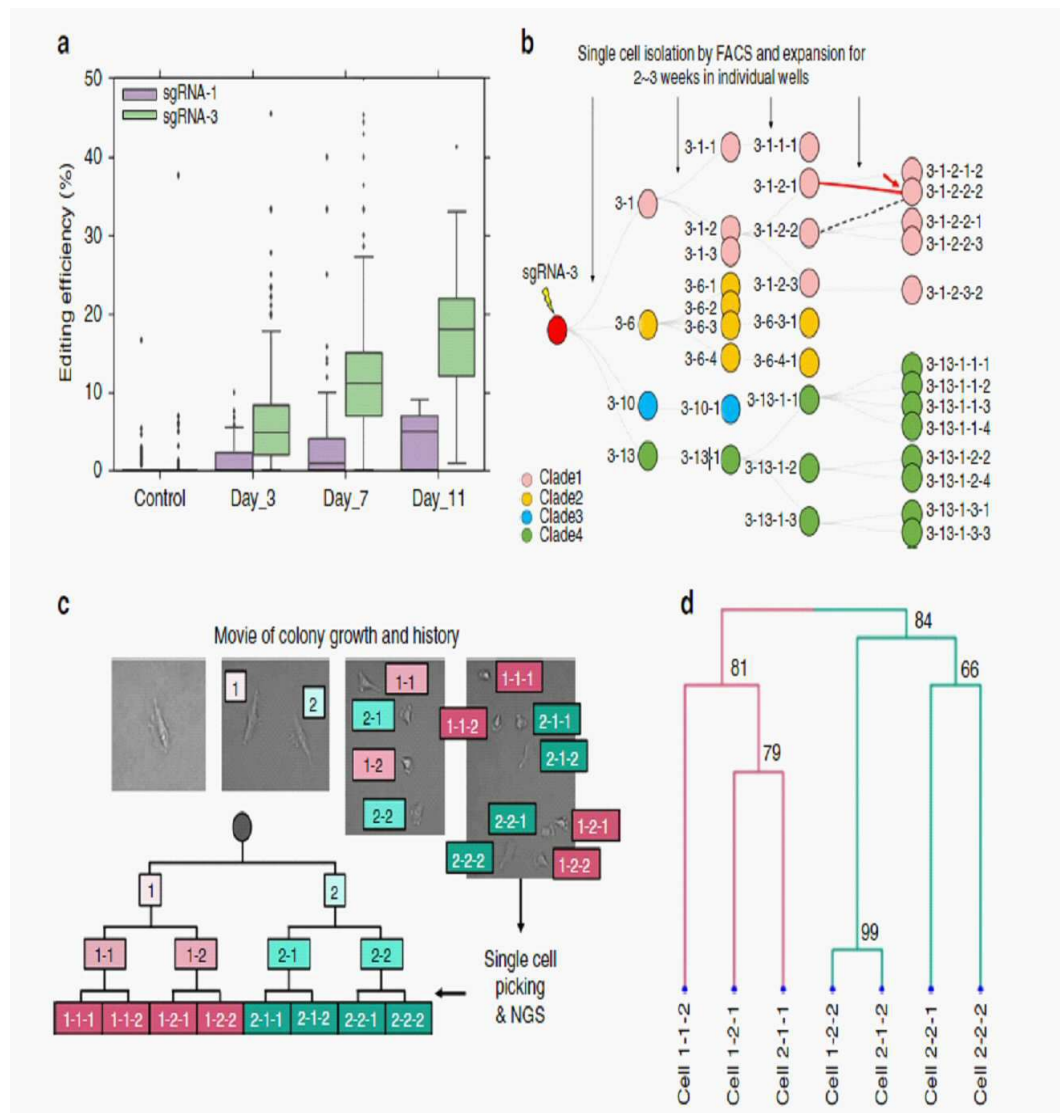 a
50
40
30
20
10
0
Editing efficiency (%)
sgRNA-1
sgRNA-3
Control
Day_3
Day_7
Day_11
b
Single cell isolation by FACS and expansion for
2~3 weeks in individual wells
sgRNA-3
3-1
3-6
3-10
3-13
3-1-1
3-1-2
3-1-3
3-6-1
3-6-2
3-6-3
3-6-4
3-10-1
3-13-1
3-1-1-1
3-1-2-1
3-1-2-2
3-1-2-3
3-6-3-1
3-6-4-1
3-13-1-1
3-13-1-2
3-13-1-3
3-1-2-1-2
3-1-2-2-2
3-1-2-2-1
3-1-2-2-3
3-1-2-3-2
3-13-1-1-1
3-13-1-1-2
3-13-1-1-3
3-13-1-1-4
3-13-1-2-2
3-13-1-2-4
3-13-1-3-1
3-13-1-3-3
Clade1
Clade2
Clade3
Clade4
c
Movie of colony growth and history
1
2
1-1
2-1
1-2
2-2
1-1-1
1-1-2
2-1-1
2-1-2
2-2-1
1-2-1
2-2-2
1-2-2
1
2
1-1
1-2
2-1
2-2
1-1-1
1-1-2
1-2-1
1-2-2
2-1-1
2-1-2
2-2-1
2-2-2
Single cell
picking
& NGS
d
84
81
66
79
99
Cell 1-1-2
Cell 1-2-1
Cell 2-1-1
Cell 1-2-2
Cell 2-1-2
Cell 2-2-1
Cell 2-2-2